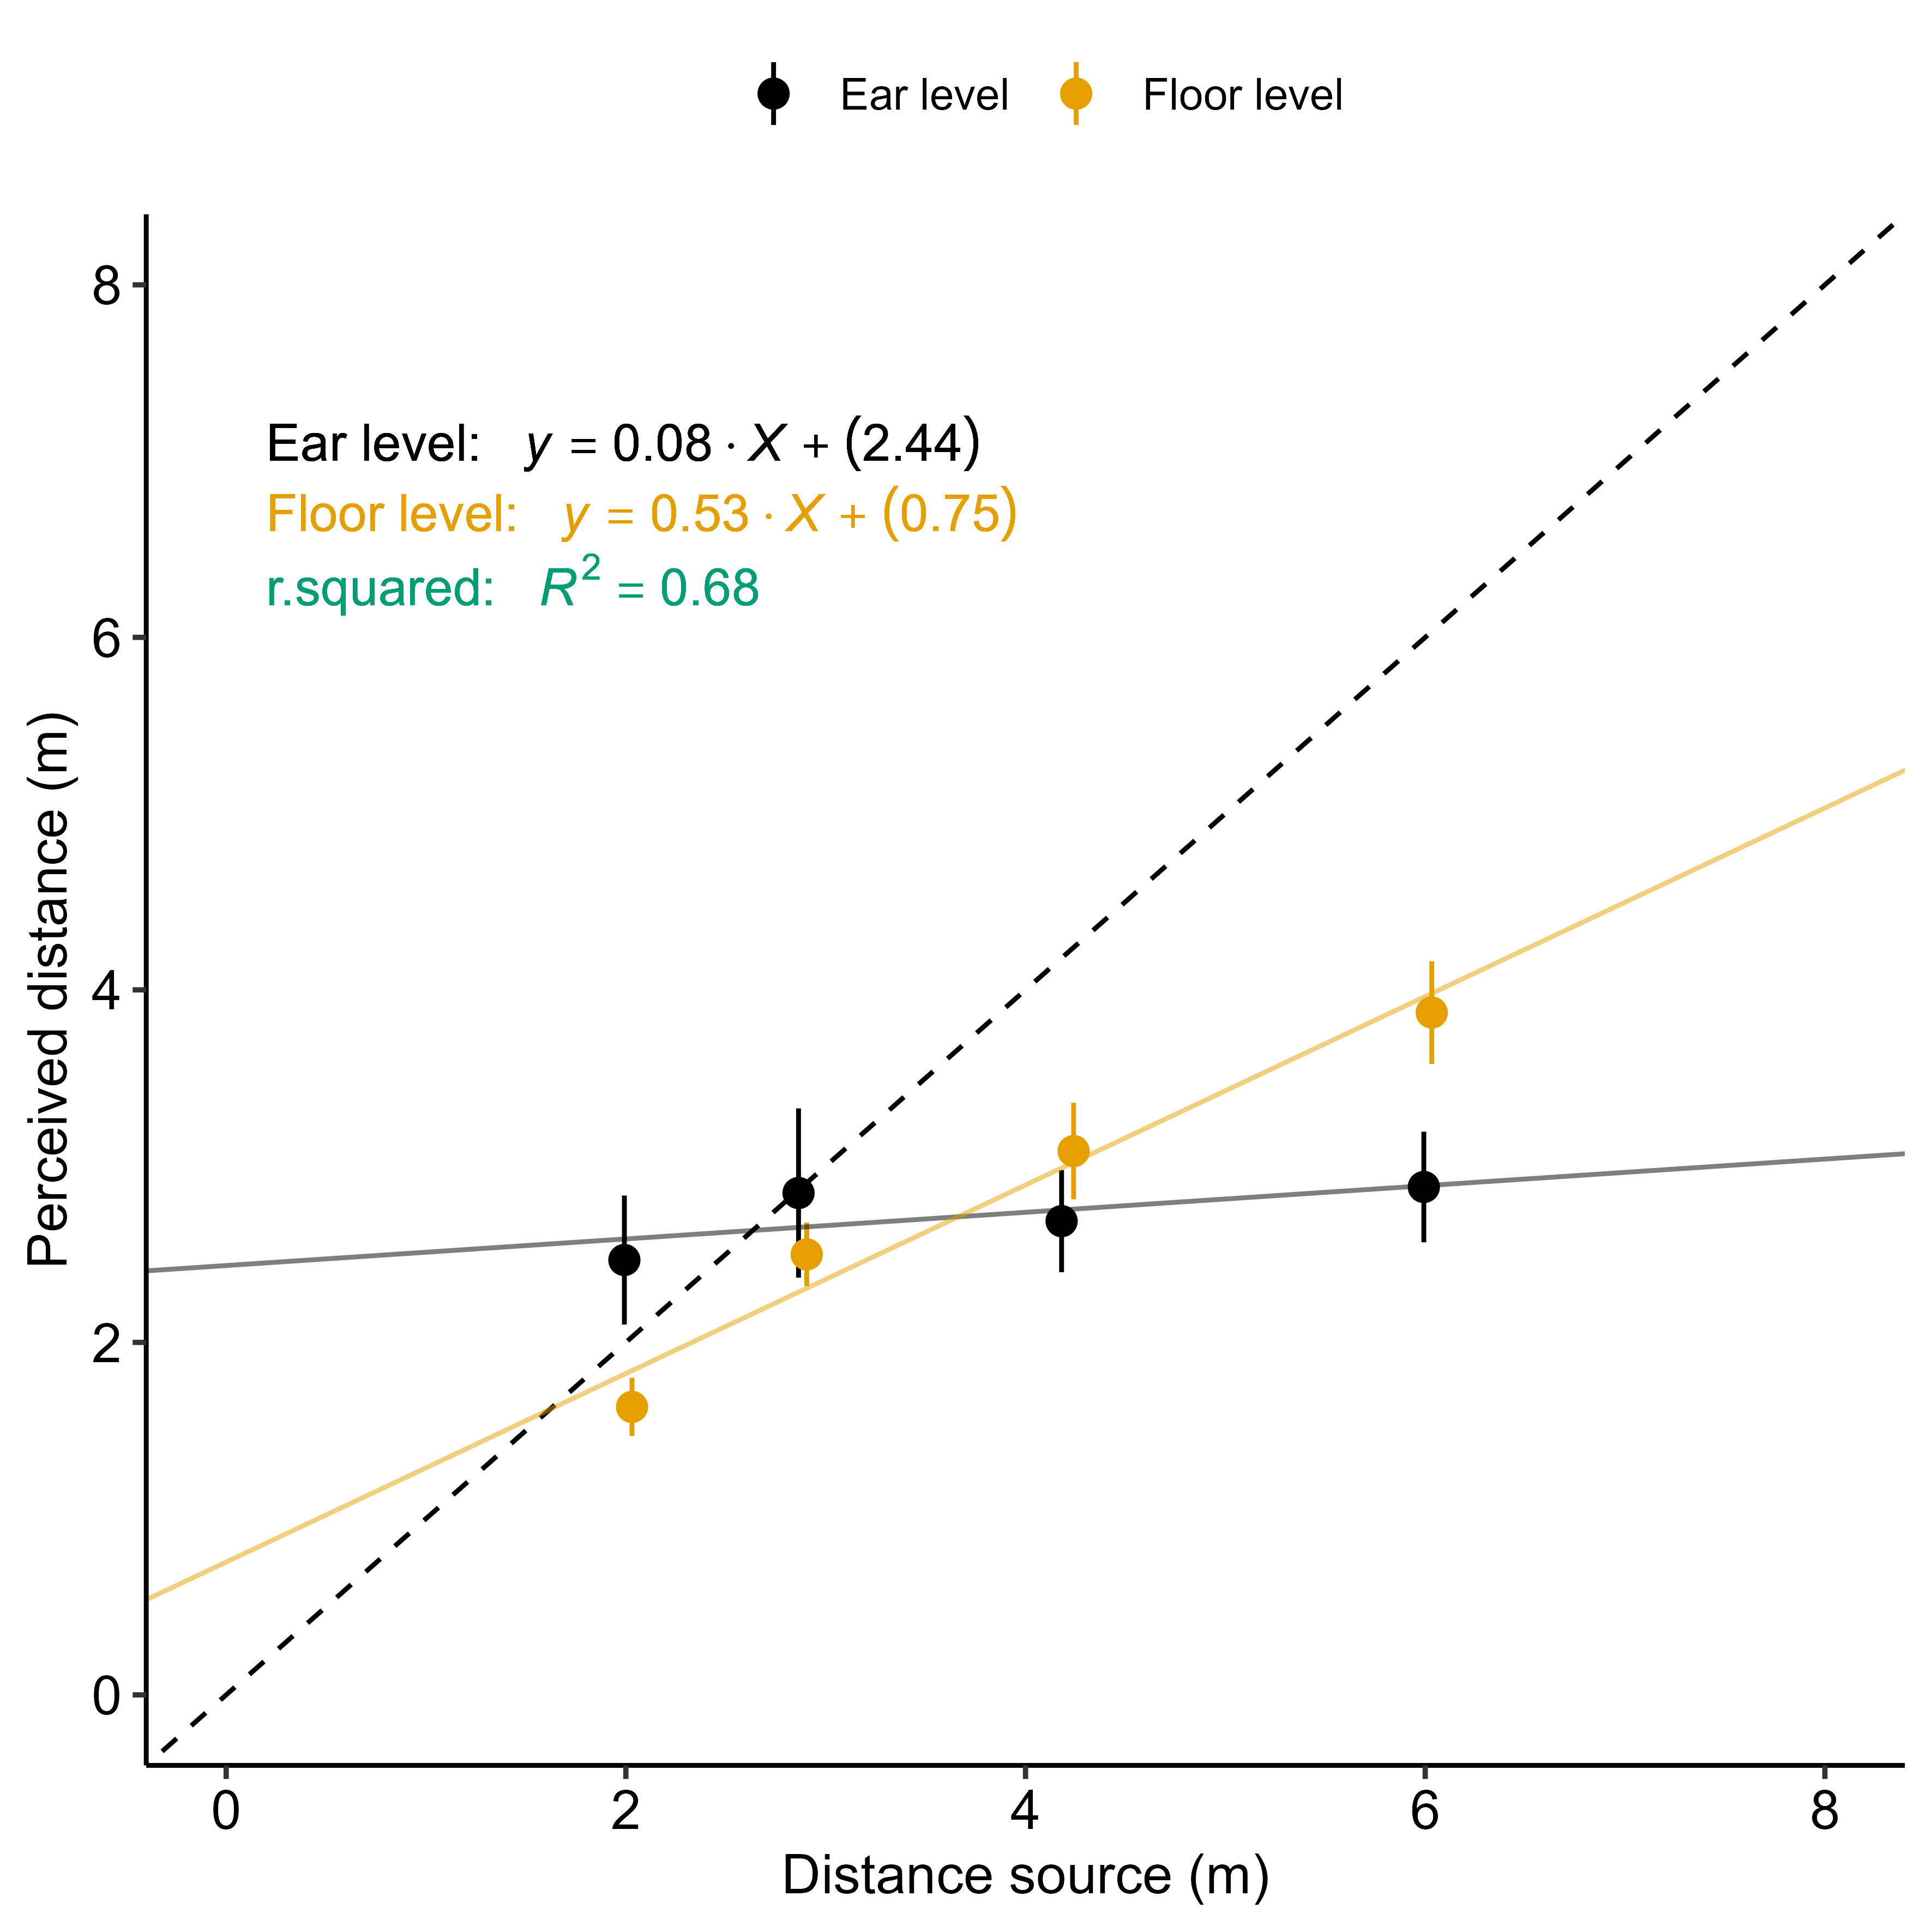 Ear level Floor level
Ear level: y = 0.08 · X + (2.44)
Floor level: y = 0.53 · X + (0.75)
r.squared: R² = 0.68
Perceived distance (m)
8
6
4
2
0
0 2 4 6 8
Distance source (m)